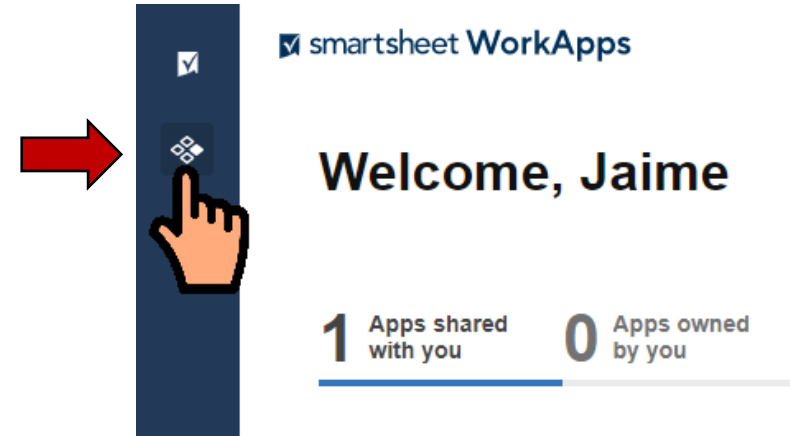 smartsheet WorkApps
Welcome, Jaime
1 Apps shared with you
0 Apps owned by you